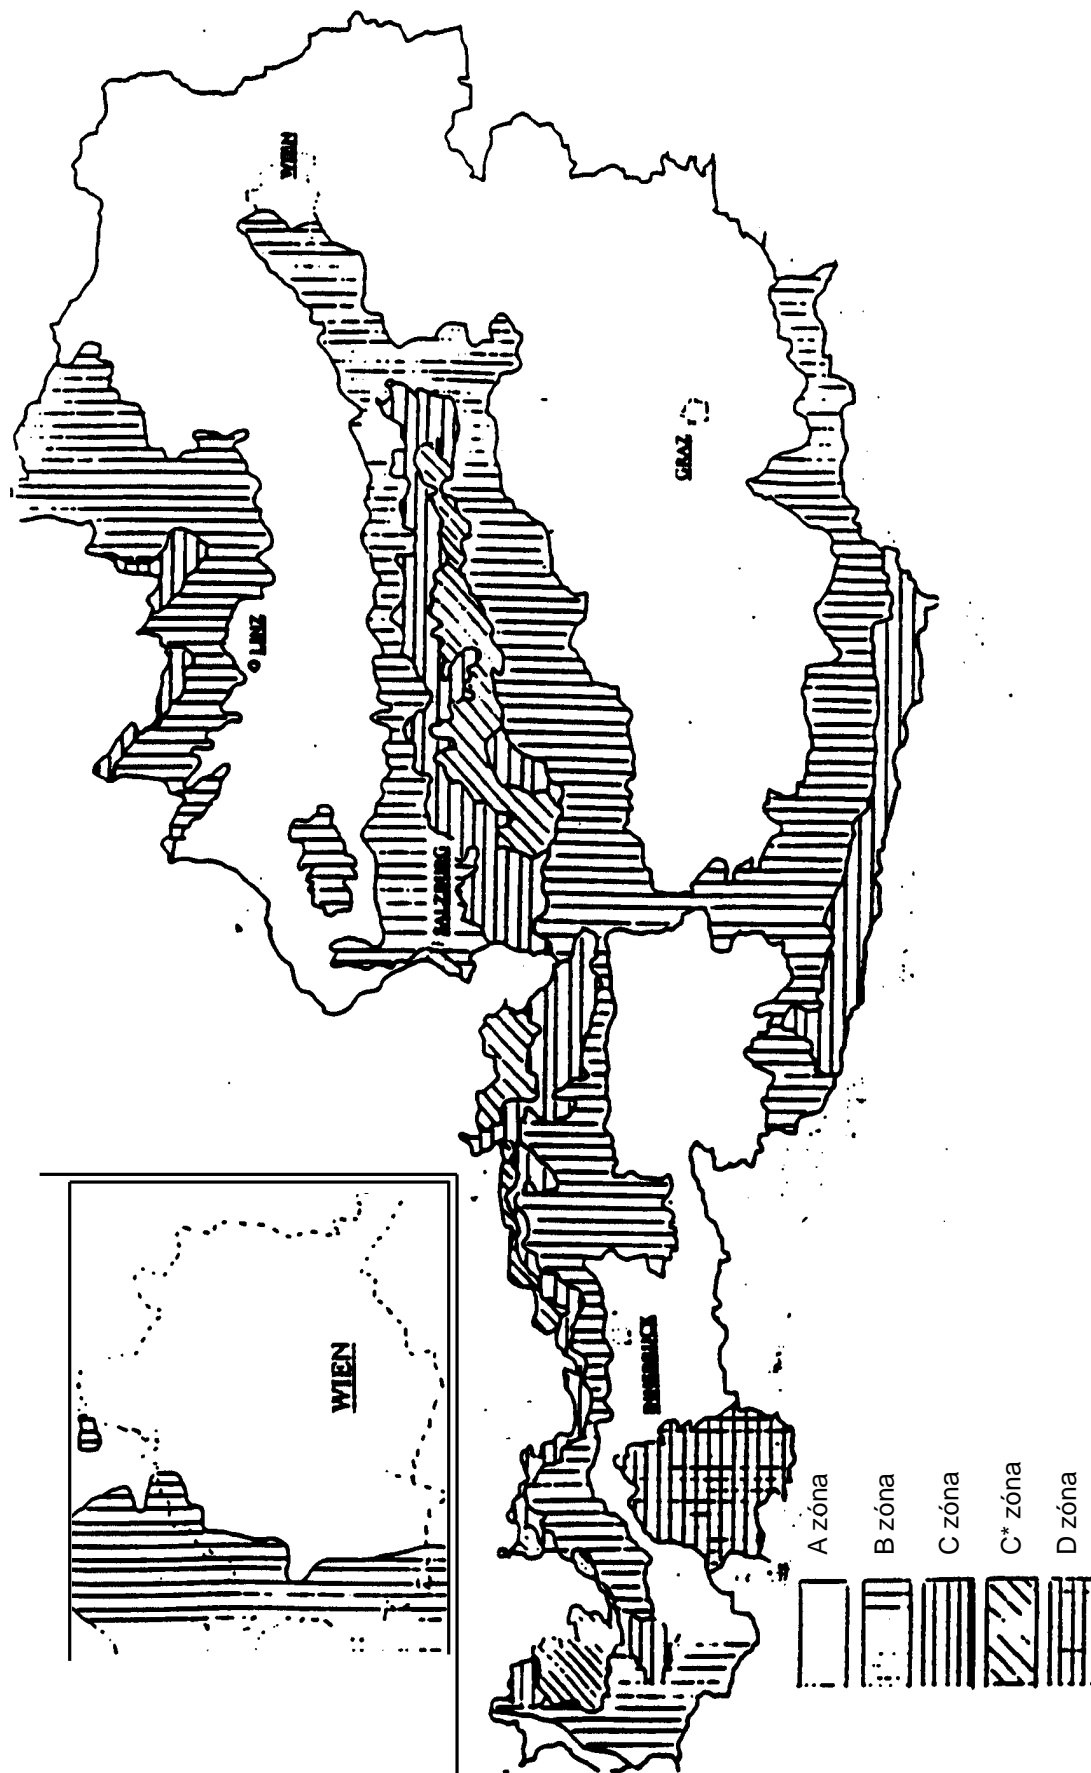 WIEN
LINZ
SALZBURG
GRAZ
INNSBRUCK
WIEN
A zóna
B zóna
C zóna
C* zóna
D zóna